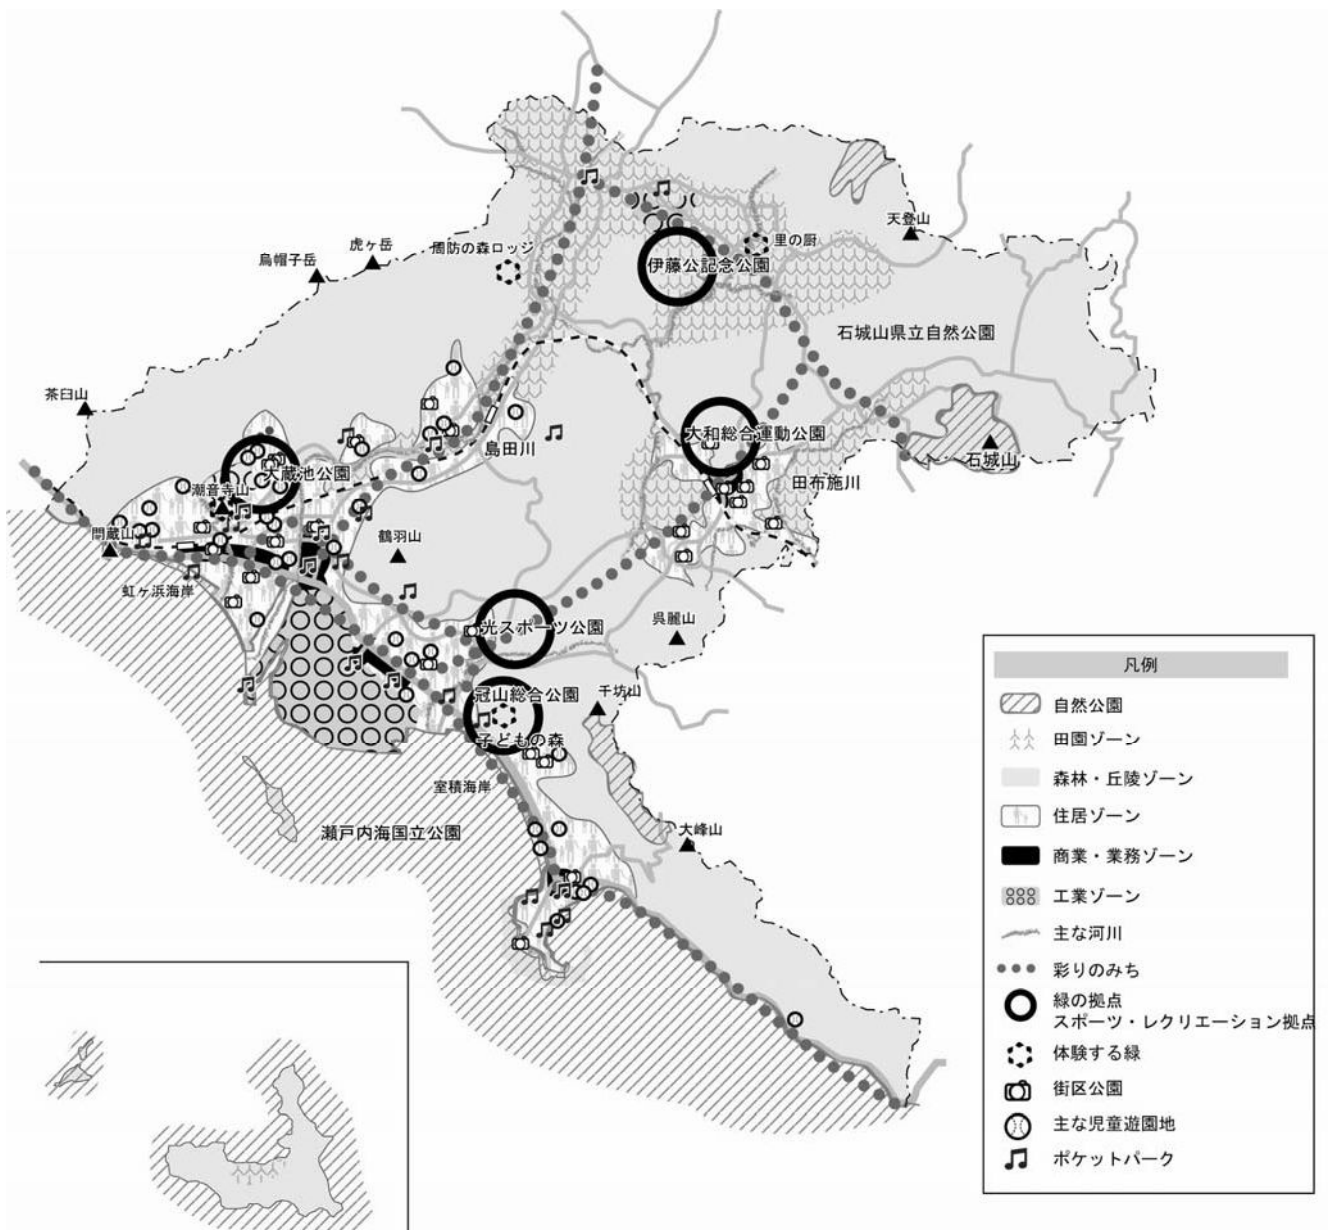 天登山
虎ヶ岳
周防の森ロッジ
里の厨
烏帽子岳
伊藤公記念公園
石城山県立自然公園
茶臼山
大和総合運動公園
島田川
石城山
大蔵池公園
田布施川
潮音寺山
鶴羽山
虹ヶ浜海岸
呉麗山
光スポーツ公園
千坊山
冠山総合公園
子どもの森
室積海岸
瀬戸内海国立公園
大峰山
凡例
自然公園
田園ゾーン
森林・丘陵ゾーン
住居ゾーン
商業・業務ゾーン
工業ゾーン
主な河川
彩りのみち
緑の拠点
スポーツ・レクリエーション拠点
体験する緑
街区公園
主な児童遊園地
ポケットパーク